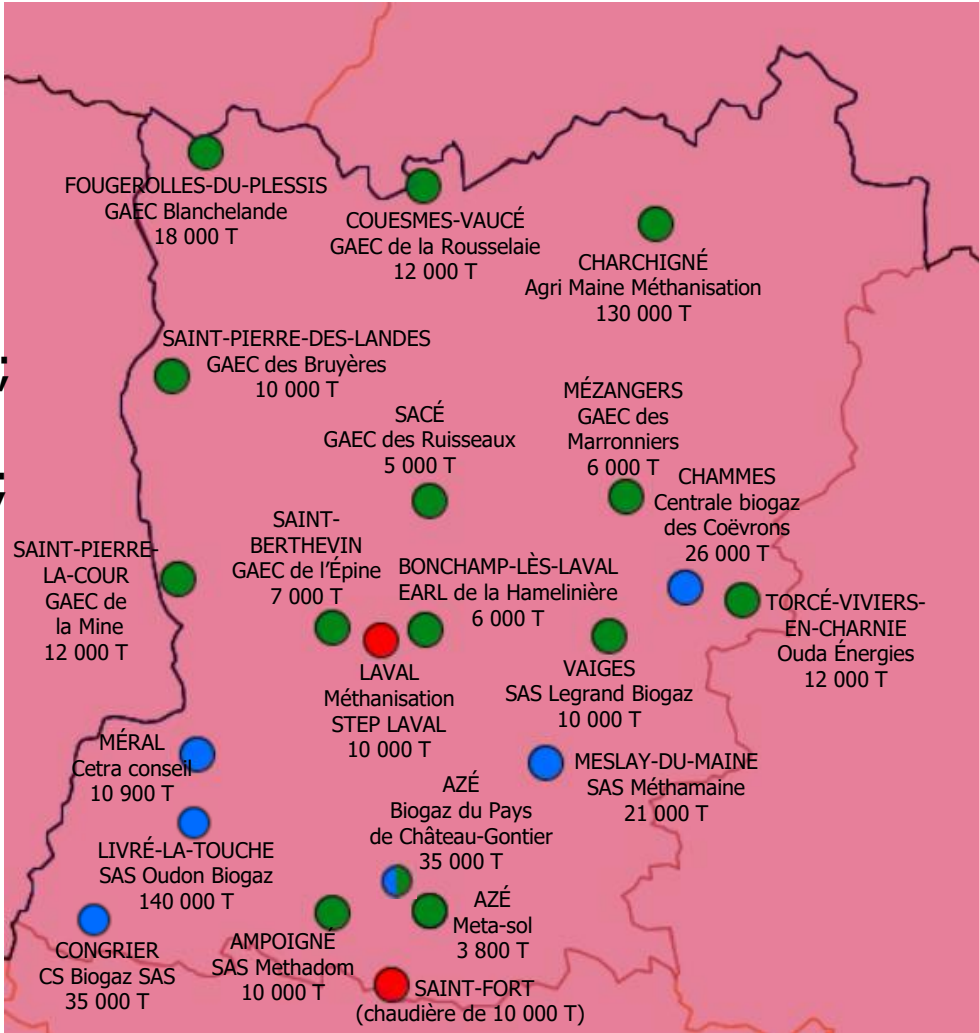 FOUGEROLLES-DU-PLESSIS
GAEC Blanchelande
18 000 T
COUESMES-VAUCÉ
GAEC de la Rousselaie
12 000 T
CHARCHIGNÉ
Agri Maine Méthanisation
130 000 T
SAINT-PIERRE-DES-LANDES
GAEC des Bruyères
10 000 T
;
SACÉ
GAEC des Ruisseaux
5 000 T
MÉZANGERS
GAEC des
Marronniers
6 000 T
;
CHAMMES
Centrale biogaz
des Coëvrons
26 000 T
SAINT-PIERRE-
LA-COUR
GAEC de
la Mine
12 000 T
SAINT-
BERTHEVIN
GAEC de l'Épine
7 000 T
BONCHAMP-LÈS-LAVAL
EARL de la Hamelinière
6 000 T
TORCÉ-VIVIERS-
EN-CHARNIE
Ouda Énergies
12 000 T
LAVAL
Méthanisation
STEP LAVAL
10 000 T
VAIGES
SAS Legrand Biogaz
10 000 T
MÉRAL
Cetra conseil
10 900 T
MESLAY-DU-MAINE
SAS Méthamaine
21 000 T
AZÉ
Biogaz du Pays
de Château-Gontier
35 000 T
LIVRÉ-LA-TOUCHE
SAS Oudon Biogaz
140 000 T
AZÉ
Meta-sol
3 800 T
CONGRIER
CS Biogaz SAS
35 000 T
AMPOIGNÉ
SAS Methadom
10 000 T
SAINT-FORT
(chaudière de 10 000 T)